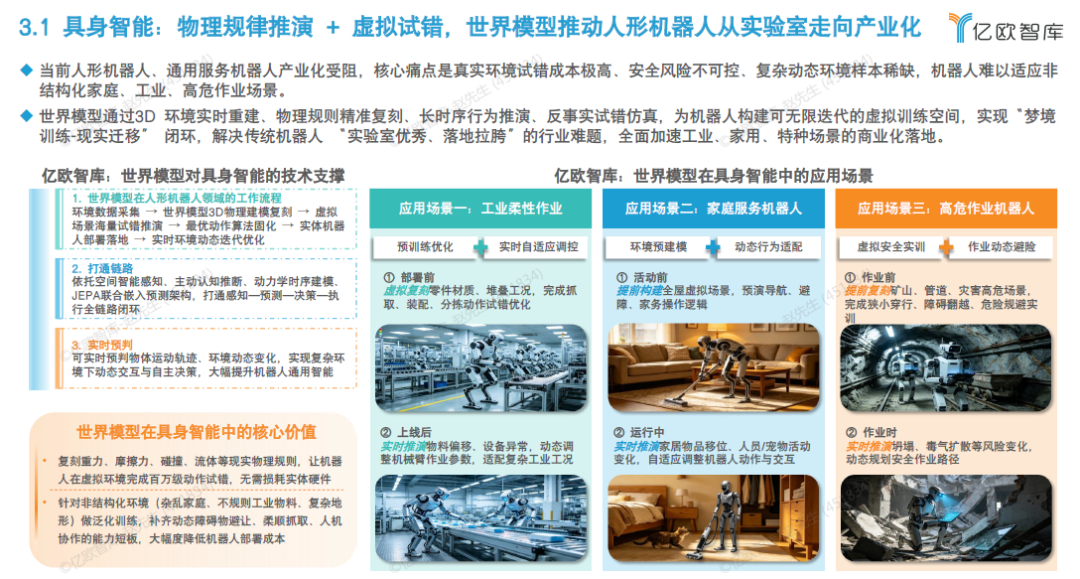 3.1 具身智能：物理规律推演 + 虚拟试错，世界模型推动人形机器人从实验室走向产业化
亿欧智库
当前人形机器人、通用服务机器人产业化受阻，核心痛点是真实环境试错成本极高、安全风险不可控、复杂动态环境样本稀缺，机器人难以适应非
结构化家庭、工业、高危作业场景。
世界模型通过3D 环境实时重建、物理规则精准复刻、长时序行为推演、反事实试错仿真，为机器人构建可无限迭代的虚拟训练空间，实现“梦境
训练-现实迁移” 闭环，解决传统机器人 “实验室优秀、落地拉胯”的行业难题，全面加速工业、家用、特种场景的商业化落地。
亿欧智库：世界模型对具身智能的技术支撑
1. 世界模型在人形机器人领域的工作流程
环境数据采集 → 世界模型3D物理建模复刻 → 虚拟
场景海量试错推演 → 最优动作算法固化 → 实体机器
人部署落地 → 实时环境动态迭代优化
2. 打通链路
依托空间智能感知、主动认知推断、动力学时序建模、
JEPA联合嵌入预测架构，打通感知—预测—决策—执
行全链路闭环
3. 实时预判
可实时预判物体运动轨迹、环境动态变化，实现复杂环
境下动态交互与自主决策，大幅提升机器人通用智能
世界模型在具身智能中的核心价值
• 复刻重力、摩擦力、碰撞、流体等现实物理规则，让机器
人在虚拟环境完成百万级动作试错，无需损耗实体硬件
• 针对非结构化环境（杂乱家庭、不规则工业物料、复杂地
形）做泛化训练，补齐动态障碍物避让、柔顺抓取、人机
协作的能力短板，大幅度降低机器人部署成本
亿欧智库：世界模型在具身智能中的应用场景
应用场景一：工业柔性作业
预训练优化 + 实时自适应调控
① 部署前
虚拟复刻零件材质、堆叠工况，完成抓
取、装配、分拣动作试错优化
② 上线后
实时推演物料偏移、设备异常，动态调
整机械臂作业参数，适配复杂工业工况
应用场景二：家庭服务机器人
环境预建模 + 动态行为适配
① 活动前
提前构建全屋虚拟场景，预演导航、避
障、家务操作逻辑
② 运行中
实时推演家居物品移位、人员/宠物活动
变化，自适应调整机器人动作与交互
应用场景三：高危作业机器人
虚拟安全实训 + 作业动态避险
① 作业前
提前复刻矿山、管道、灾害高危场景，
完成狭小穿行、障碍翻越、危险规避实
训
② 作业时
实时推演坍塌、毒气扩散等风险变化，
动态规划安全作业路径